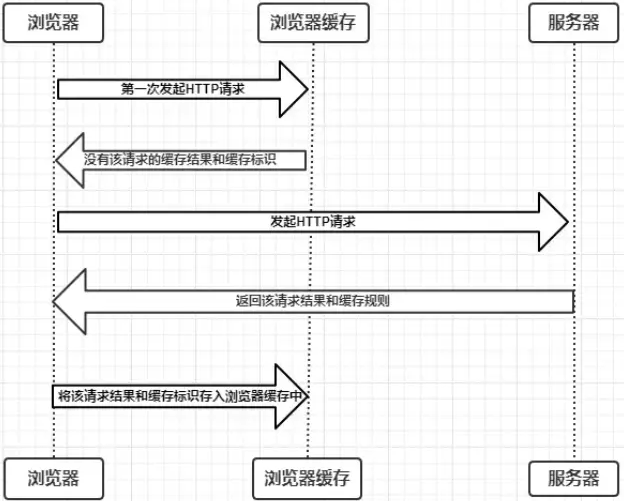 浏览器
浏览器缓存
服务器
第一次发起HTTP请求
没有该请求的缓存结果和缓存标识
发起HTTP请求
返回该请求结果和缓存规则
将该请求结果和缓存标识存入浏览器缓存中
浏览器
浏览器缓存
服务器